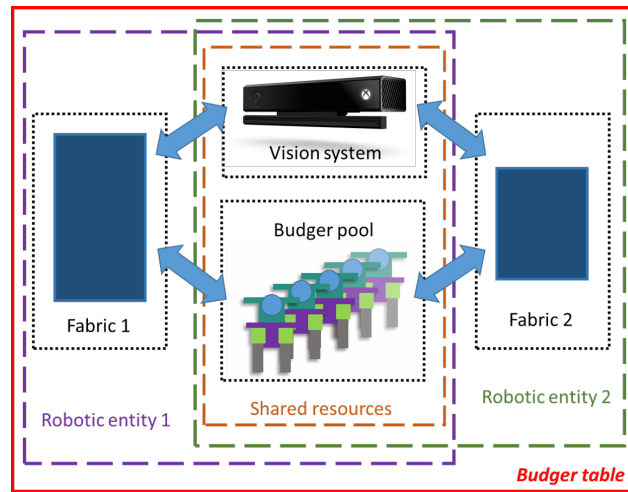 Vision system
Budger pool
Fabric 1
Fabric 2
Robotic entity 1
Shared resources
Robotic entity 2
Budger table